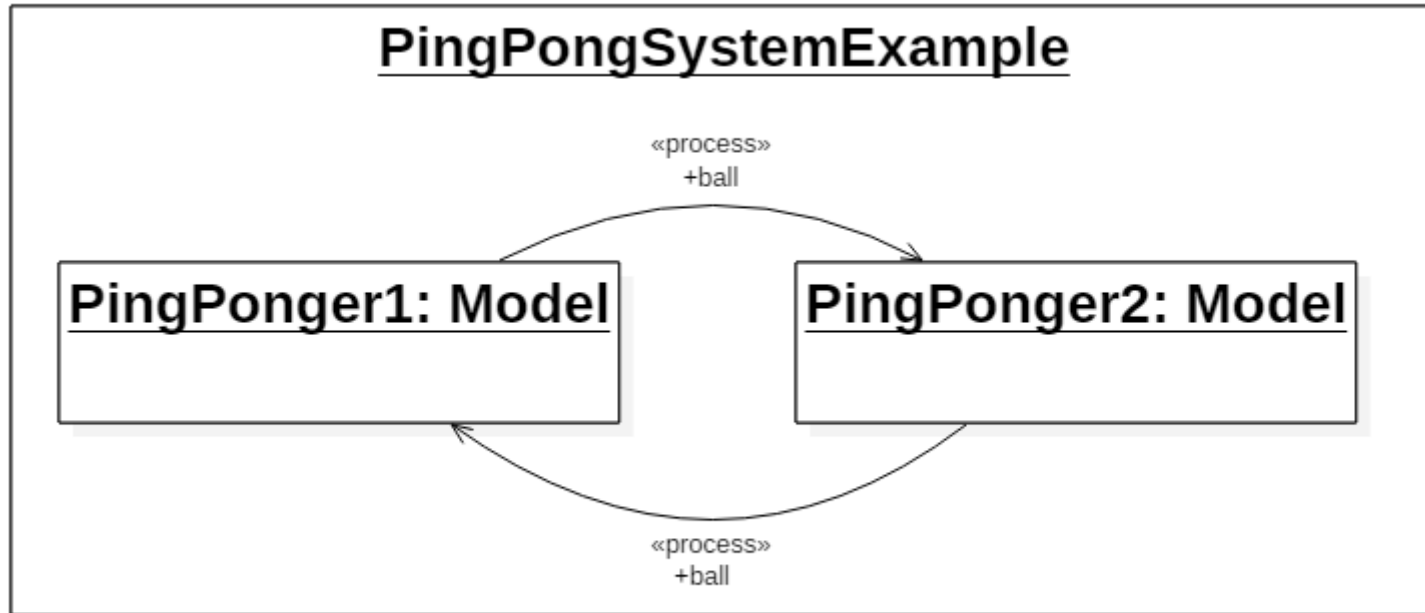 PingPongSystemExample
«process»
+ball
PingPonger1: Model
PingPonger2: Model
«process»
+ball